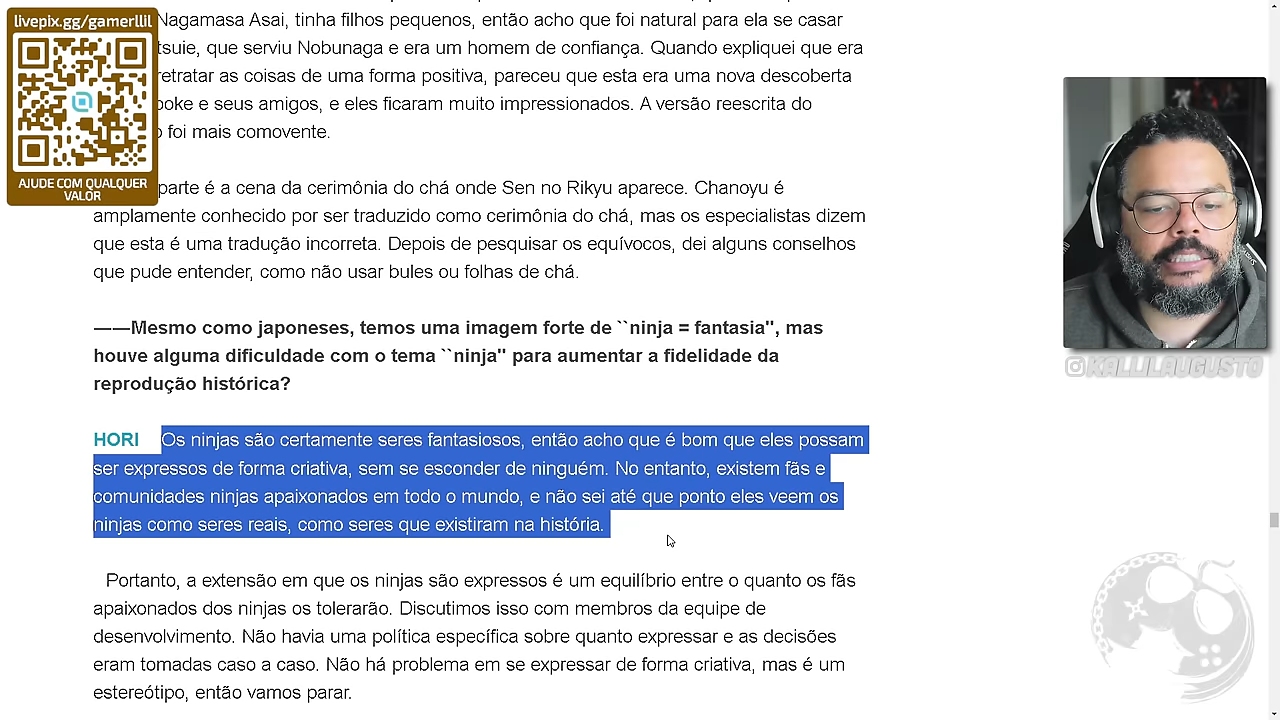 livepix.gg/gamerllil
AJUDE COM QUALQUER
VALOR
Nagamasa Asai, tinha filhos pequenos, então acho que foi natural para ela se casar
tsuie, que serviu Nobunaga e era um homem de confiança. Quando expliquei que era
retratar as coisas de uma forma positiva, pareceu que esta era uma nova descoberta
oke e seus amigos, e eles ficaram muito impressionados. A versão reescrita do
foi mais comovente.
parte é a cena da cerimônia do chá onde Sen no Rikyu aparece. Chanoyu é
amplamente conhecido por ser traduzido como cerimônia do chá, mas os especialistas dizem
que esta é uma tradução incorreta. Depois de pesquisar os equívocos, dei alguns conselhos
que pude entender, como não usar bules ou folhas de chá.
——Mesmo como japoneses, temos uma imagem forte de ``ninja = fantasia'', mas
houve alguma dificuldade com o tema ``ninja'' para aumentar a fidelidade da
reprodução histórica?
HORI Os ninjas são certamente seres fantasiosos, então acho que é bom que eles possam
ser expressos de forma criativa, sem se esconder de ninguém. No entanto, existem fãs e
comunidades ninjas apaixonados em todo o mundo, e não sei até que ponto eles veem os
ninjas como seres reais, como seres que existiram na história.
Portanto, a extensão em que os ninjas são expressos é um equilíbrio entre o quanto os fãs
apaixonados dos ninjas os tolerarão. Discutimos isso com membros da equipe de
desenvolvimento. Não havia uma política específica sobre quanto expressar e as decisões
eram tomadas caso a caso. Não há problema em se expressar de forma criativa, mas é um
estereótipo, então vamos parar.
KALLILAUGUSTO